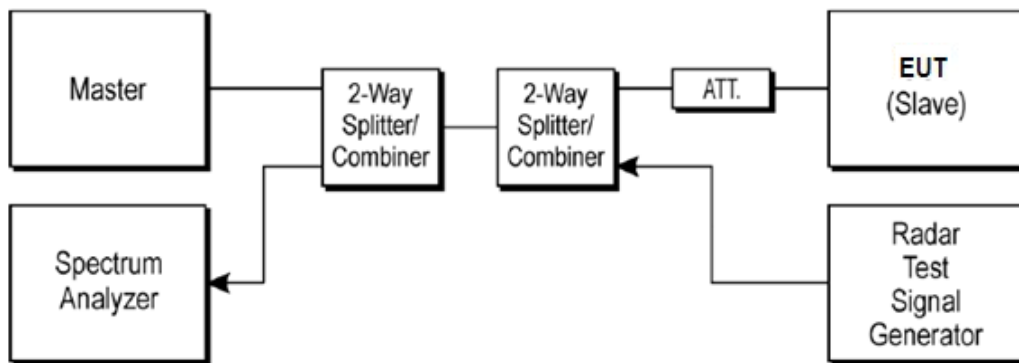 Master
2-Way
Splitter/
Combiner
2-Way
Splitter/
Combiner
ATT.
EUT
(Slave)
Spectrum
Analyzer
Radar
Test
Signal
Generator